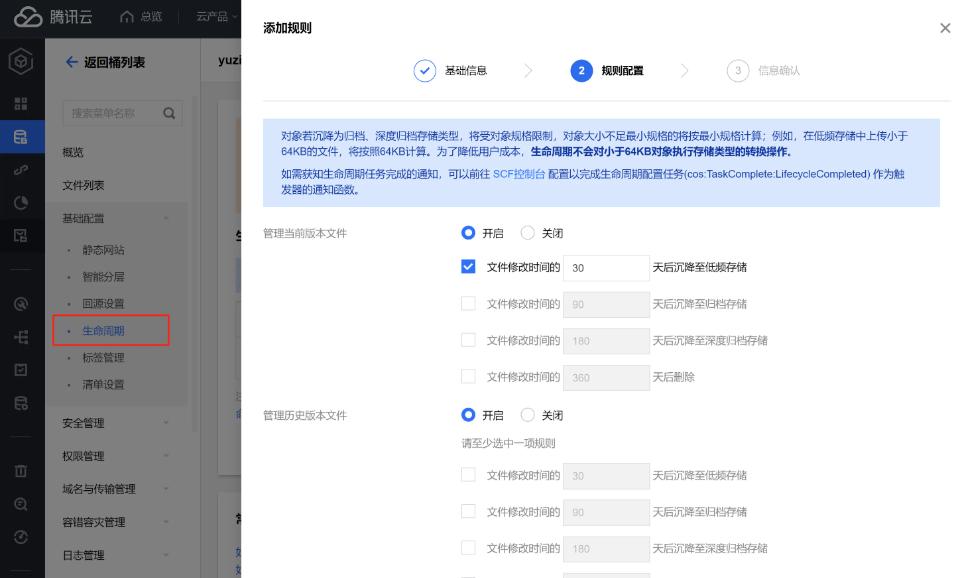 腾讯云
总览
云产品
返回桶列表
yuzi
搜索菜单名称
概览
文件列表
基础配置
静态网站
智能分层
回源设置
生命周期
标签管理
清单设置
安全管理
权限管理
域名与传输管理
容错容灾管理
日志管理
添加规则
基础信息
2 规则配置
3 信息确认
对象若沉降为归档、深度归档存储类型，将受对象规格限制，对象大小不足最小规格的将按最小规格计算；例如，在低频存储中上传小于
64KB的文件，将按照64KB计算。为了降低用户成本，生命周期不会对小于64KB对象执行存储类型的转换操作。
如需获知生命周期任务完成的通知，可以前往 SCF控制台 配置以完成生命周期配置任务(cos:TaskComplete:LifecycleCompleted) 作为触
发器的通知函数。
管理当前版本文件
开启 关闭
文件修改时间的 30 天后沉降至低频存储
文件修改时间的 90 天后沉降至归档存储
文件修改时间的 180 天后沉降至深度归档存储
文件修改时间的 360 天后删除
管理历史版本文件
开启 关闭
请至少选中一项规则
文件修改时间的 30 天后沉降至低频存储
文件修改时间的 90 天后沉降至归档存储
文件修改时间的 180 天后沉降至深度归档存储